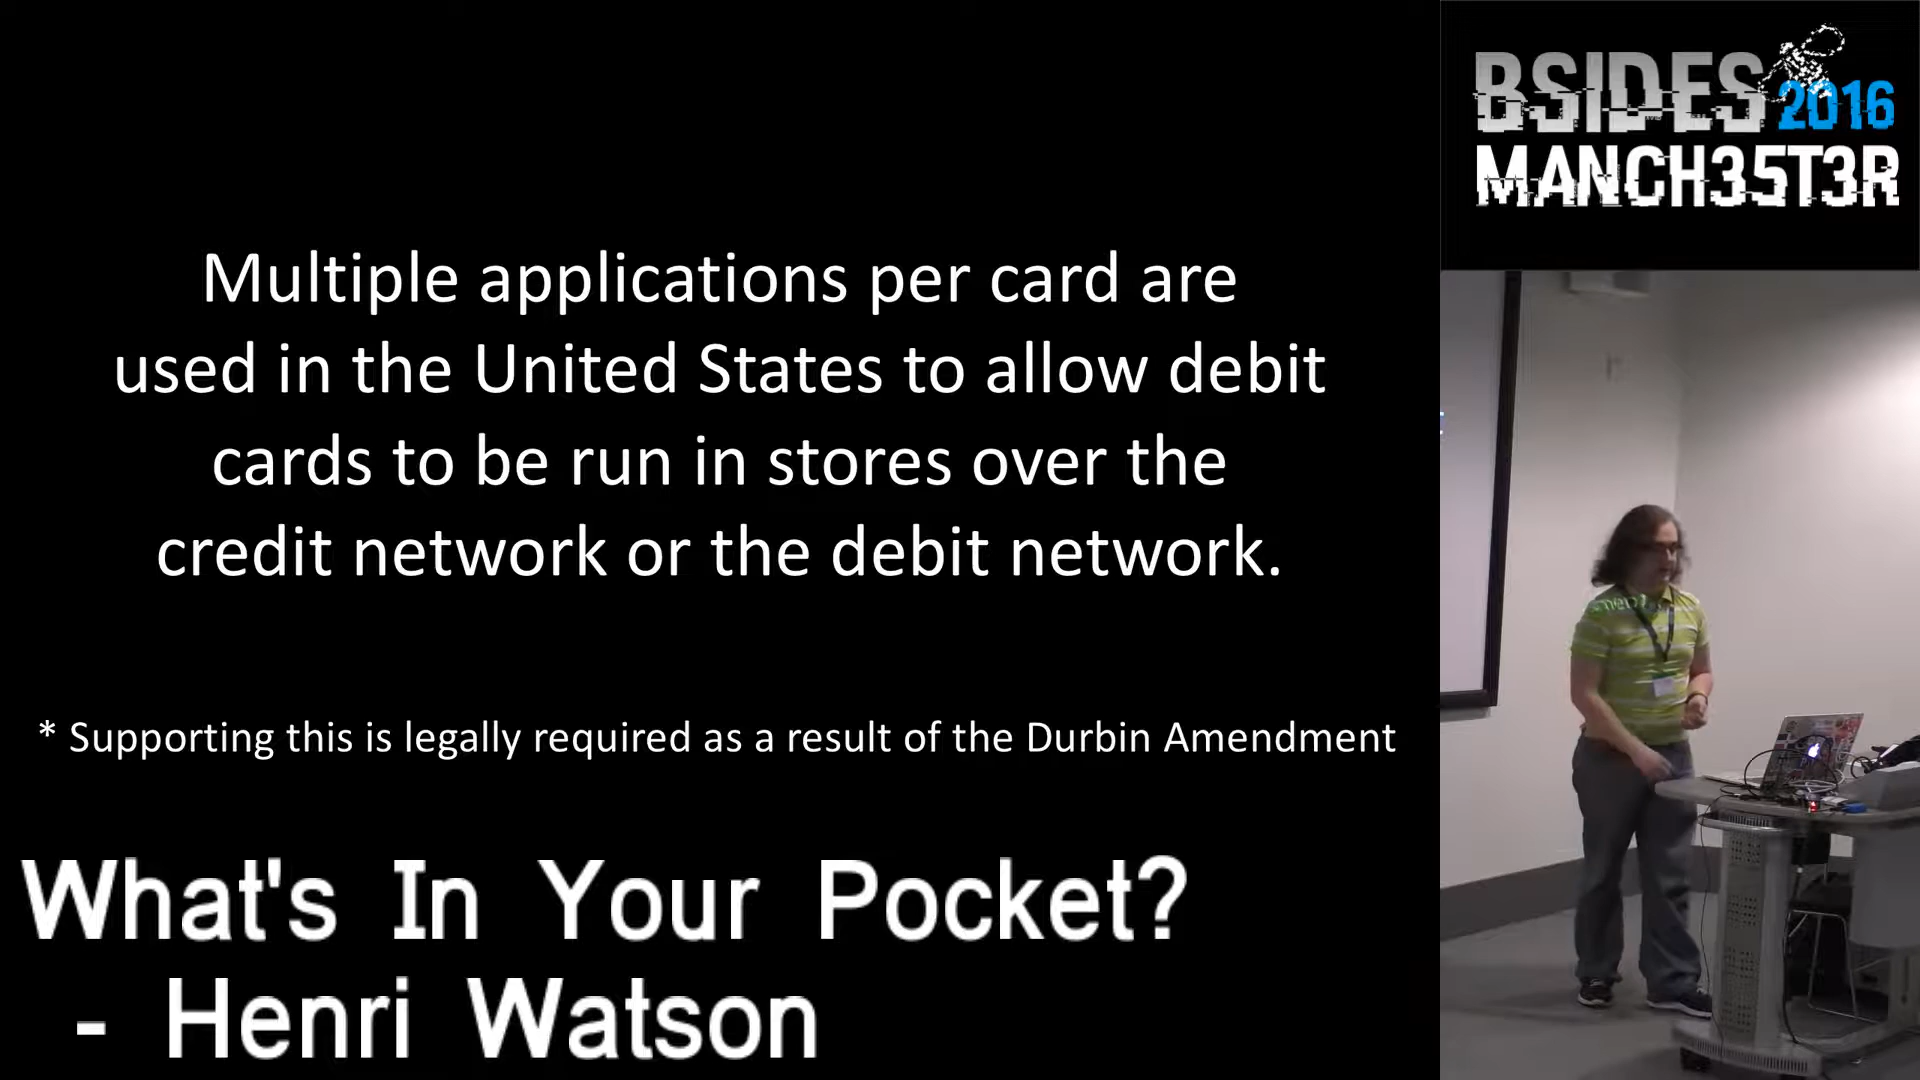 BSIDES 2016
MANCH35T3R
Multiple applications per card are
used in the United States to allow debit
cards to be run in stores over the
credit network or the debit network.
* Supporting this is legally required as a result of the Durbin Amendment
What's In Your Pocket?
- Henri Watson